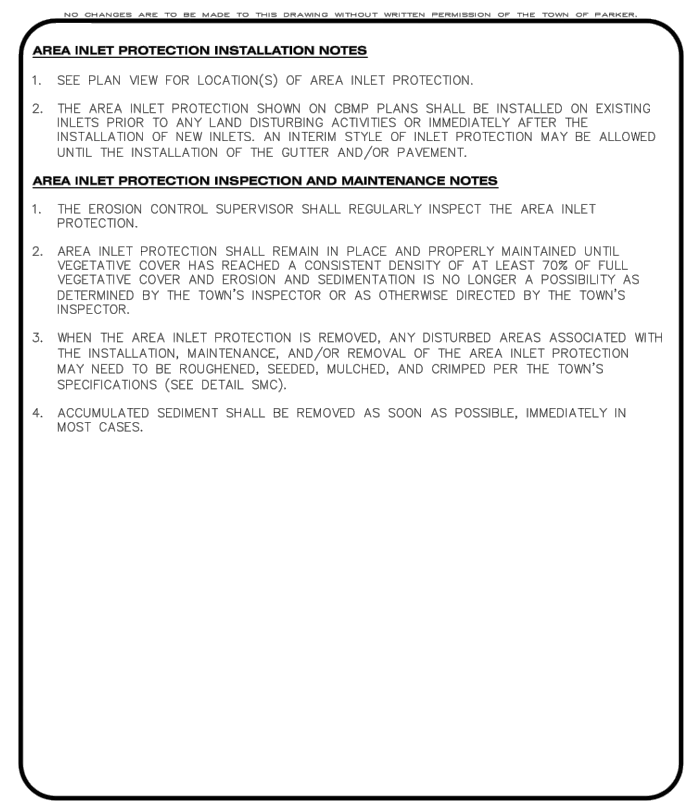 NO CHANGES ARE TO BE MADE TO THIS DRAWING WITHOUT WRITTEN PERMISSION OF THE TOWN OF PARKER.
AREA INLET PROTECTION INSTALLATION NOTES
1. SEE PLAN VIEW FOR LOCATION(S) OF AREA INLET PROTECTION.
2. THE AREA INLET PROTECTION SHOWN ON CBMP PLANS SHALL BE INSTALLED ON EXISTING
INLETS PRIOR TO ANY LAND DISTURBING ACTIVITIES OR IMMEDIATELY AFTER THE
INSTALLATION OF NEW INLETS. AN INTERIM STYLE OF INLET PROTECTION MAY BE ALLOWED
UNTIL THE INSTALLATION OF THE GUTTER AND/OR PAVEMENT.
AREA INLET PROTECTION INSPECTION AND MAINTENANCE NOTES
1. THE EROSION CONTROL SUPERVISOR SHALL REGULARLY INSPECT THE AREA INLET
PROTECTION.
2. AREA INLET PROTECTION SHALL REMAIN IN PLACE AND PROPERLY MAINTAINED UNTIL
VEGETATIVE COVER HAS REACHED A CONSISTENT DENSITY OF AT LEAST 70% OF FULL
VEGETATIVE COVER AND EROSION AND SEDIMENTATION IS NO LONGER A POSSIBILITY AS
DETERMINED BY THE TOWN'S INSPECTOR OR AS OTHERWISE DIRECTED BY THE TOWN'S
INSPECTOR.
3. WHEN THE AREA INLET PROTECTION IS REMOVED, ANY DISTURBED AREAS ASSOCIATED WITH
THE INSTALLATION, MAINTENANCE, AND/OR REMOVAL OF THE AREA INLET PROTECTION
MAY NEED TO BE ROUGHENED, SEEDED, MULCHED, AND CRIMPED PER THE TOWN'S
SPECIFICATIONS (SEE DETAIL SMC).
4. ACCUMULATED SEDIMENT SHALL BE REMOVED AS SOON AS POSSIBLE, IMMEDIATELY IN
MOST CASES.